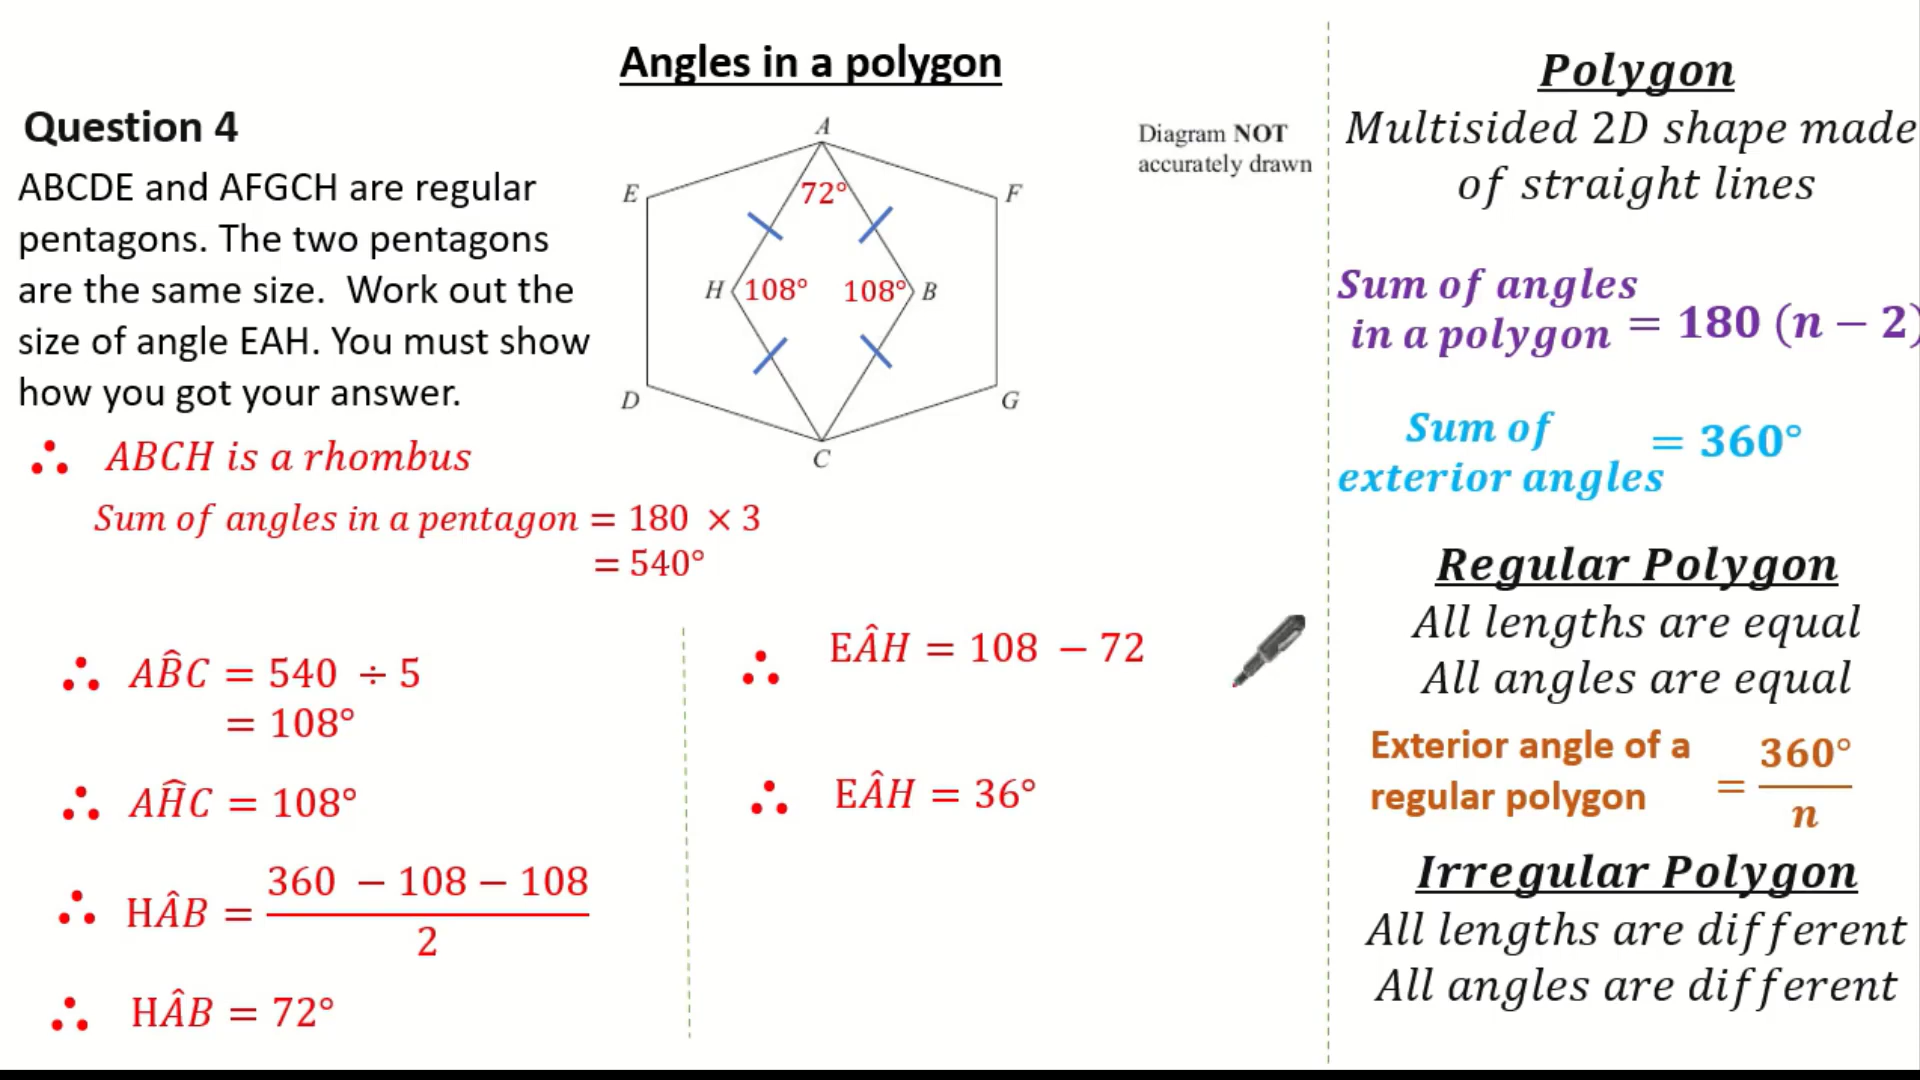 Angles in a polygon
Question 4
ABCDE and AFGCH are regular
pentagons. The two pentagons
are the same size. Work out the
size of angle EAH. You must show
how you got your answer.
A
E
72°
F
H
108°
108°
B
D
G
C
Diagram NOT
accurately drawn
∴ ABCH is a rhombus
Sum of angles in a pentagon = 180 × 3
= 540°
∴ AB̂C = 540 ÷ 5
= 108°
∴ AĤC = 108°
∴ HÂB = 360 − 108 − 108
2
∴ HÂB = 72°
∴ EÂH = 108 − 72
∴ EÂH = 36°
Polygon
Multisided 2D shape made
of straight lines
Sum of angles
in a polygon = 180 (n − 2)
Sum of
exterior angles = 360°
Regular Polygon
All lengths are equal
All angles are equal
Exterior angle of a
regular polygon = 360°
n
Irregular Polygon
All lengths are different
All angles are different